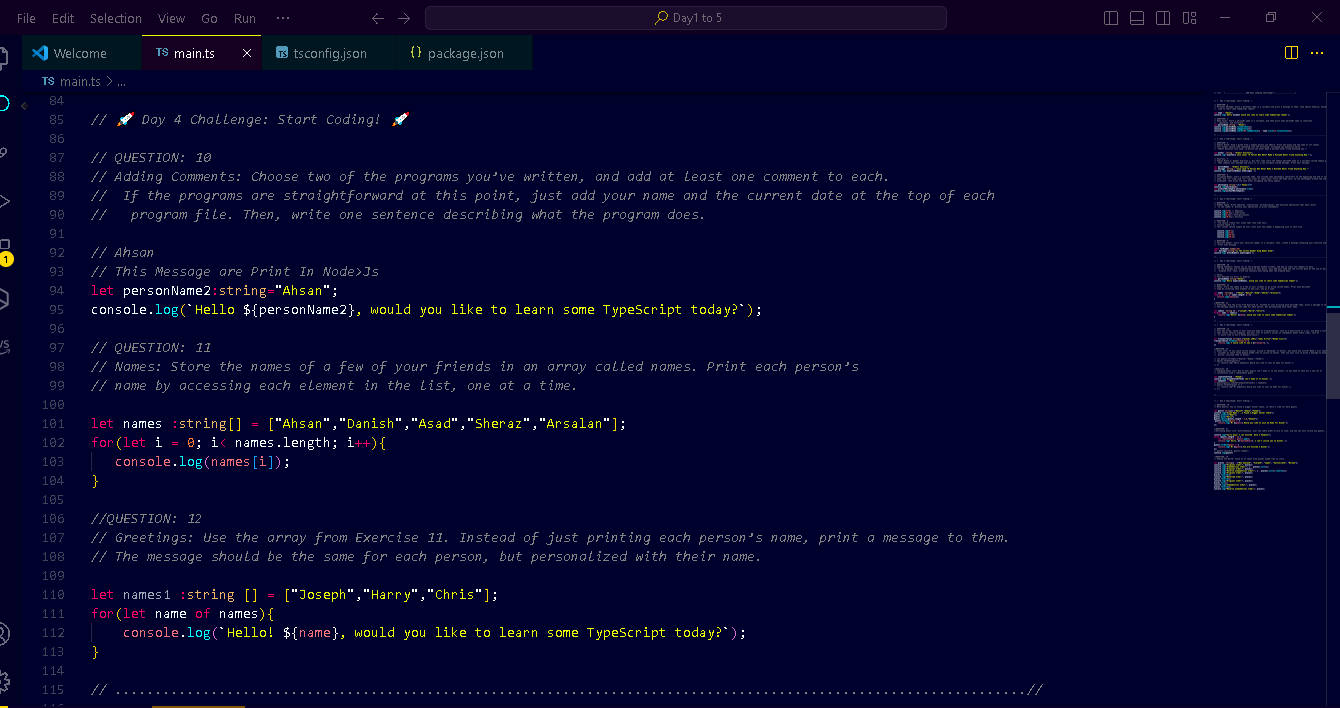 File Edit Selection View Go Run ··· Day1 to 5
Welcome TS main.ts TS tsconfig.json {} package.json
TS main.ts > ...
84
85 // 🚀 Day 4 Challenge: Start Coding! 🚀
86
87 // QUESTION: 10
88 // Adding Comments: Choose two of the programs you've written, and add at least one comment to each.
89 //  If the programs are straightforward at this point, just add your name and the current date at the top of each
90 //   program file. Then, write one sentence describing what the program does.
91
92 // Ahsan
93 // This Message are Print In Node>Js
94 let personName2:string="Ahsan";
95 console.log(`Hello ${personName2}, would you like to learn some TypeScript today?`);
96
97 // QUESTION: 11
98 // Names: Store the names of a few of your friends in an array called names. Print each person's
99 // name by accessing each element in the list, one at a time.
100
101 let names :string[] = ["Ahsan","Danish","Asad","Sheraz","Arsalan"];
102 for(let i = 0; i< names.length; i++){
103    console.log(names[i]);
104 }
105
106 //QUESTION: 12
107 // Greetings: Use the array from Exercise 11. Instead of just printing each person's name, print a message to them.
108 // The message should be the same for each person, but personalized with their name.
109
110 let names1 :string [] = ["Joseph","Harry","Chris"];
111 for(let name of names){
112     console.log(`Hello! ${name}, would you like to learn some TypeScript today?`);
113 }
114
115 // ..................................................................................................................//
1